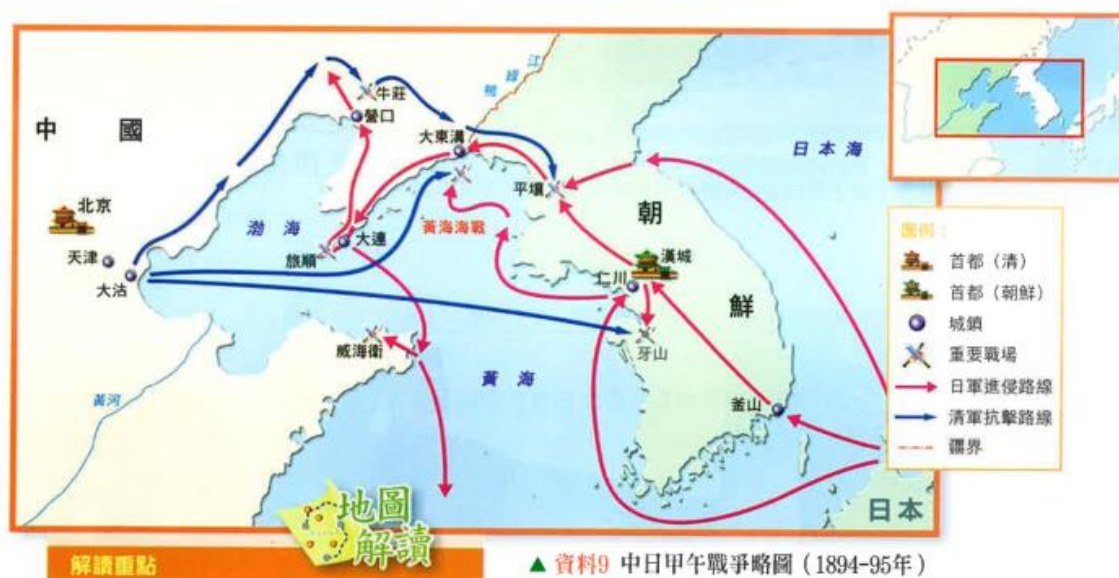 中國
北京
天津
大沽
黃河
渤海
營口
牛莊
大東溝
鴨綠江
旅順
大連
黃海海戰
威海衛
黃海
平壤
朝鮮
漢城
仁川
牙山
釜山
日本海
日本
圖例：
首都（清）
首都（朝鮮）
城鎮
重要戰場
日軍進侵路線
清軍抗擊路線
疆界
地圖
解讀
解讀重點
▲ 資料9 中日甲午戰爭略圖（1894-95年）